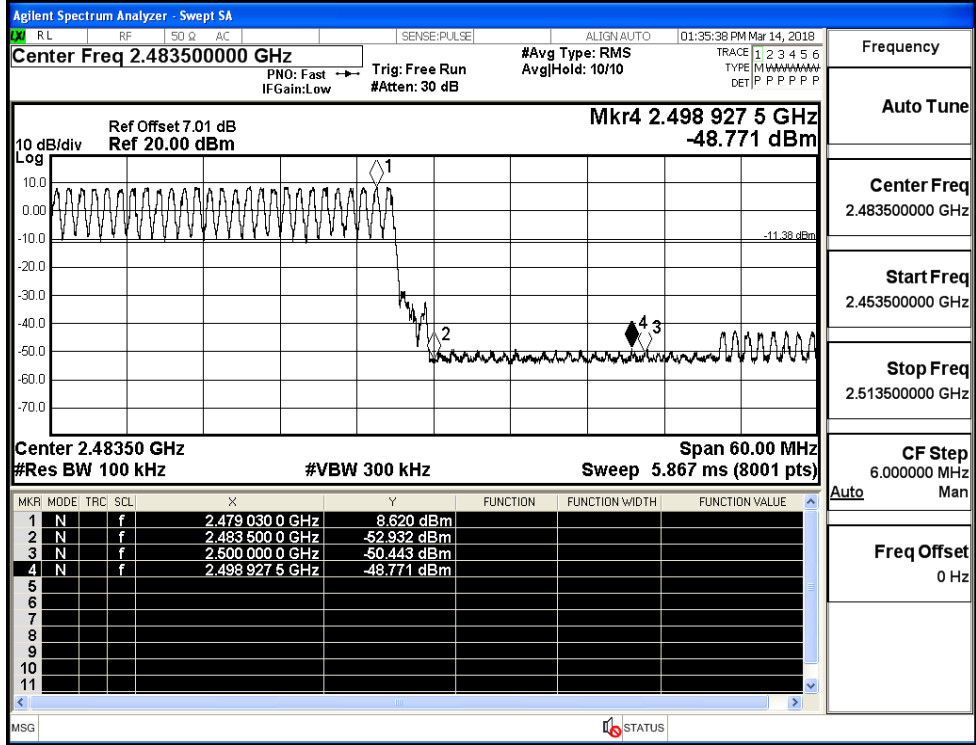 Agilent Spectrum Analyzer - Swept SA
LXI RL RF 50 Ω AC SENSE:PULSE ALIGN AUTO 01:35:38 PM Mar 14, 2018
Center Freq 2.483500000 GHz
PNO: Fast
IFGain:Low
Trig: Free Run
#Atten: 30 dB
#Avg Type: RMS
Avg|Hold: 10/10
TRACE 1 2 3 4 5 6
TYPE M WWWWW
DET P P P P P P
Mkr4 2.498 927 5 GHz
-48.771 dBm
Ref Offset 7.01 dB
10 dB/div Ref 20.00 dBm
Log
10.0
0.00
-10.0
-20.0
-30.0
-40.0
-50.0
-60.0
-70.0
1
-11.38 dBm
2
4
3
Center 2.48350 GHz Span 60.00 MHz
#Res BW 100 kHz #VBW 300 kHz Sweep 5.867 ms (8001 pts)
MKR MODE TRC SCL X Y FUNCTION FUNCTION WIDTH FUNCTION VALUE
1 N f 2.479 030 0 GHz 8.620 dBm
2 N f 2.483 500 0 GHz -52.932 dBm
3 N f 2.500 000 0 GHz -50.443 dBm
4 N f 2.498 927 5 GHz -48.771 dBm
5
6
7
8
9
10
11
MSG STATUS
Frequency
Auto Tune
Center Freq
2.483500000 GHz
Start Freq
2.453500000 GHz
Stop Freq
2.513500000 GHz
CF Step
6.000000 MHz
Auto Man
Freq Offset
0 Hz